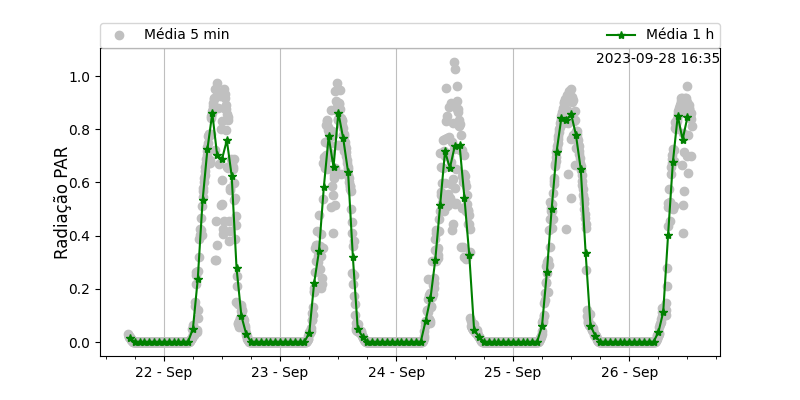 Média 5 min
Média 1 h
2023-09-28 16:35
Radiação PAR
1.0
0.8
0.6
0.4
0.2
0.0
22 - Sep
23 - Sep
24 - Sep
25 - Sep
26 - Sep